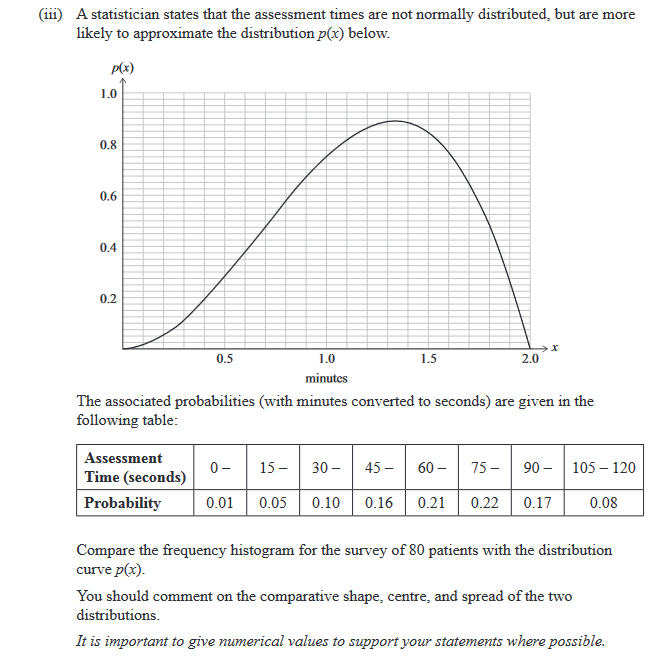 (iii) A statistician states that the assessment times are not normally distributed, but are more
likely to approximate the distribution p(x) below.
p(x)
1.0
0.8
0.6
0.4
0.2
0.5 1.0 1.5 2.0 x
minutes
The associated probabilities (with minutes converted to seconds) are given in the
following table:
Assessment
Time (seconds) 0 – 15 – 30 – 45 – 60 – 75 – 90 – 105 – 120
Probability 0.01 0.05 0.10 0.16 0.21 0.22 0.17 0.08
Compare the frequency histogram for the survey of 80 patients with the distribution
curve p(x).
You should comment on the comparative shape, centre, and spread of the two
distributions.
It is important to give numerical values to support your statements where possible.